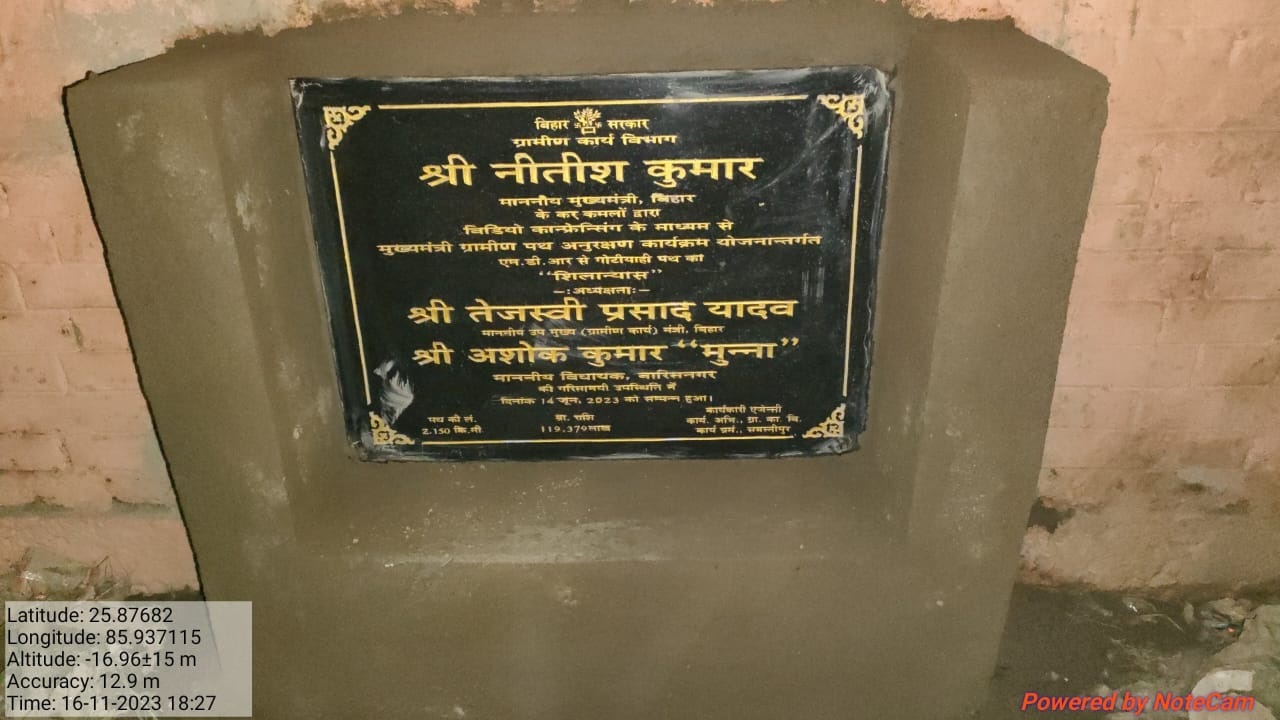 बिहार सरकार
ग्रामीण कार्य विभाग
श्री नीतीश कुमार
माननीय मुख्यमंत्री, बिहार
के कर कमलों द्वारा
विडियो कान्फ्रेन्सिंग के माध्यम से
मुख्यमंत्री ग्रामीण पथ अनुरक्षण कार्यक्रम योजनान्तर्गत
एम.डी.आर से गोटीयाही पथ का
“शिलान्यास”
–:अध्यक्षता:–
श्री तेजस्वी प्रसाद यादव
माननीय उप मुख्य (ग्रामीण कार्य) मंत्री, बिहार
श्री अशोक कुमार “मुन्ना”
माननीय विधायक, वारिसनगर
की गरिमामयी उपस्थिति में
दिनांक 14 जून, 2023 को सम्पन्न हुआ।
पथ की लं.
2.150 कि.मी.
प्रा. राशि
119.379लाख
कार्यकारी एजेन्सी
कार्य. अभि., ग्रा. का. वि.
कार्य प्रमं., समस्तीपुर
Latitude: 25.87682
Longitude: 85.937115
Altitude: -16.96±15 m
Accuracy: 12.9 m
Time: 16-11-2023 18:27
Powered by NoteCam